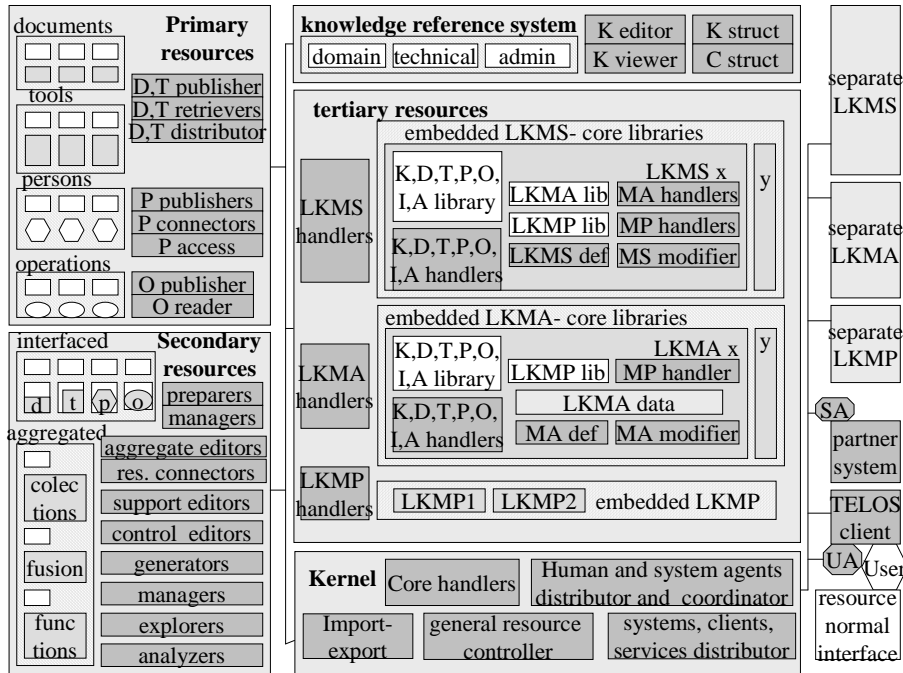 documents
Primary
resources
tools
D,T publisher
D,T retrievers
D,T distributor
persons
P publishers
P connectors
P access
operations
O publisher
O reader
interfaced
Secondary
resources
d
t
p
o
preparers
managers
aggregated
aggregate editors
res. connectors
colec
tions
support editors
control editors
fusion
generators
managers
func
tions
explorers
analyzers
knowledge reference system
domain
technical
admin
K editor
K viewer
K struct
C struct
tertiary resources
embedded LKMS- core libraries
LKMS
handlers
K,D,T,P,O,
I,A library
LKMS x
y
LKMA lib
MA handlers
LKMP lib
MP handlers
K,D,T,P,O,
I,A handlers
LKMS def
MS modifier
embedded LKMA- core libraries
LKMA
handlers
K,D,T,P,O,
I,A library
LKMA x
y
LKMP lib
MP handler
LKMA data
K,D,T,P,O,
I,A handlers
MA def
MA modifier
LKMP
handlers
LKMP1
LKMP2
embedded LKMP
Kernel
Core handlers
Human and system agents
distributor and coordinator
Import-
export
general resource
controller
systems, clients,
services distributor
separate
LKMS
separate
LKMA
separate
LKMP
SA
partner
system
TELOS
client
UA
User
resource
normal
interface